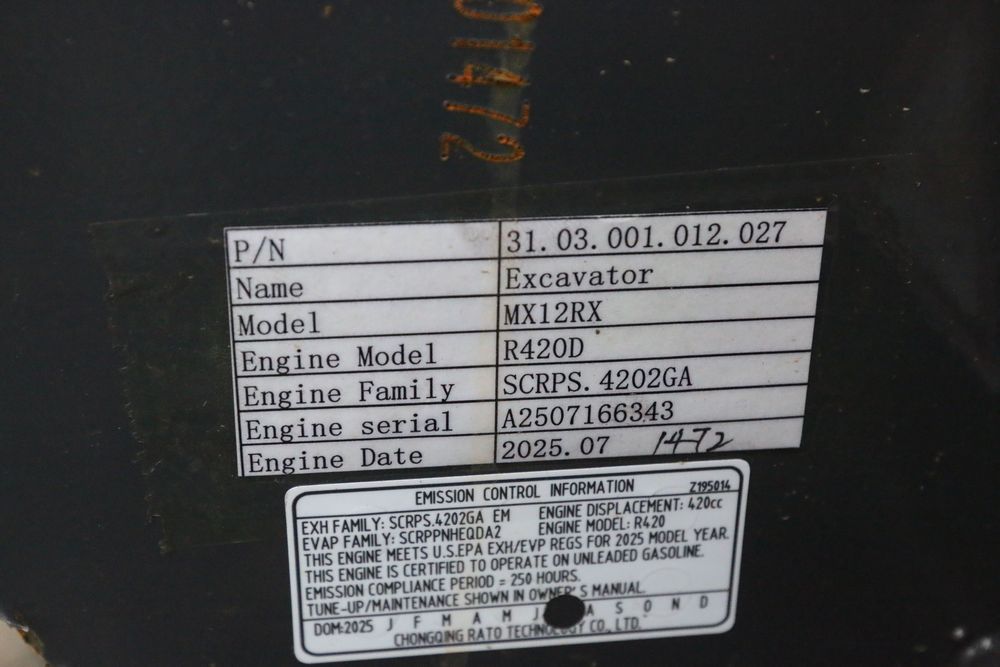 01472
P/N 31.03.001.012.027
Name Excavator
Model MX12RX
Engine Model R420D
Engine Family SCRPS.4202GA
Engine serial A2507166343
Engine Date 2025.07 1472
EMISSION CONTROL INFORMATION Z195014
EXH FAMILY: SCRPS.4202GA EM ENGINE DISPLACEMENT: 420cc
EVAP FAMILY: SCRPPNHEQDA2 ENGINE MODEL: R420
THIS ENGINE MEETS U.S.EPA EXH/EVP REGS FOR 2025 MODEL YEAR.
THIS ENGINE IS CERTIFIED TO OPERATE ON UNLEADED GASOLINE.
EMISSION COMPLIANCE PERIOD = 250 HOURS.
TUNE-UP/MAINTENANCE SHOWN IN OWNER'S MANUAL.
DOM:2025 J F M A M J A S O N D
CHONGQING RATO TECHNOLOGY CO., LTD.